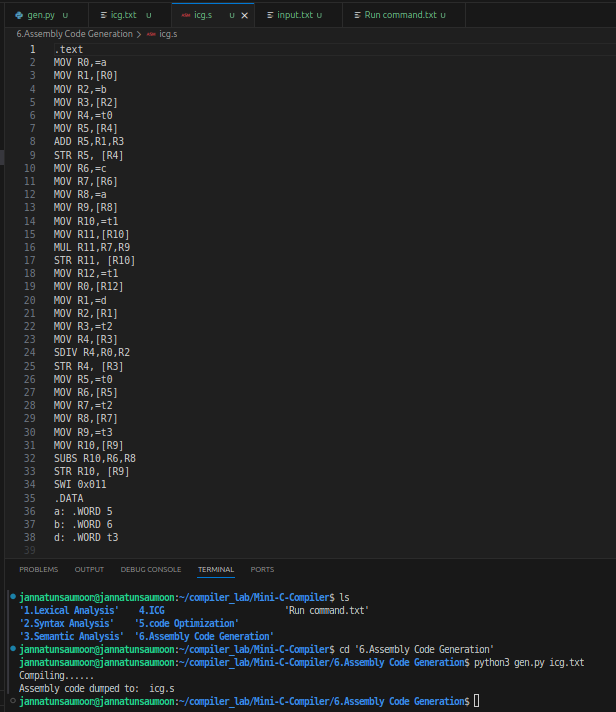 gen.py U icg.txt U icg.s U × input.txt U Run command.txt U
6.Assembly Code Generation > icg.s
1 .text
2 MOV R0,=a
3 MOV R1,[R0]
4 MOV R2,=b
5 MOV R3,[R2]
6 MOV R4,=t0
7 MOV R5,[R4]
8 ADD R5,R1,R3
9 STR R5, [R4]
10 MOV R6,=c
11 MOV R7,[R6]
12 MOV R8,=a
13 MOV R9,[R8]
14 MOV R10,=t1
15 MOV R11,[R10]
16 MUL R11,R7,R9
17 STR R11, [R10]
18 MOV R12,=t1
19 MOV R0,[R12]
20 MOV R1,=d
21 MOV R2,[R1]
22 MOV R3,=t2
23 MOV R4,[R3]
24 SDIV R4,R0,R2
25 STR R4, [R3]
26 MOV R5,=t0
27 MOV R6,[R5]
28 MOV R7,=t2
29 MOV R8,[R7]
30 MOV R9,=t3
31 MOV R10,[R9]
32 SUBS R10,R6,R8
33 STR R10, [R9]
34 SWI 0x011
35 .DATA
36 a: .WORD 5
37 b: .WORD 6
38 d: .WORD t3
39
PROBLEMS OUTPUT DEBUG CONSOLE TERMINAL PORTS
jannatunsaumoon@jannatunsaumoon:~/compiler_lab/Mini-C-Compiler$ ls
'1.Lexical Analysis' 4.ICG 'Run command.txt'
'2.Syntax Analysis' '5.code Optimization'
'3.Semantic Analysis' '6.Assembly Code Generation'
jannatunsaumoon@jannatunsaumoon:~/compiler_lab/Mini-C-Compiler$ cd '6.Assembly Code Generation'
jannatunsaumoon@jannatunsaumoon:~/compiler_lab/Mini-C-Compiler/6.Assembly Code Generation$ python3 gen.py icg.txt
Compiling......
Assembly code dumped to: icg.s
jannatunsaumoon@jannatunsaumoon:~/compiler_lab/Mini-C-Compiler/6.Assembly Code Generation$